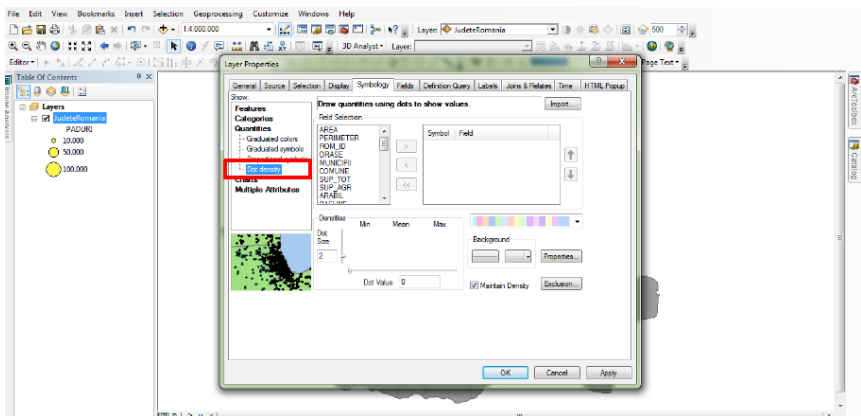 File Edit View Bookmarks Insert Selection Geoprocessing Customize Windows Help
1:4.000.000 Layer: JudeteRomania 500
3D Analyst Layer:
Editor Page Text
Table Of Contents
Layers
JudeteRomania
PADURI
10.000
50.000
100.000
Image Analysis
Layer Properties
General Source Selection Display Symbology Fields Definition Query Labels Joins & Relates Time HTML Popup
Show:
Features
Categories
Quantities
Graduated colors
Graduated symbols
Proportional symbols
Dot density
Charts
Multiple Attributes
Draw quantities using dots to show values.
Import...
Field Selection
AREA
PERIMETER
ROM_ID
ORASE
MUNICIPII
COMUNE
SUP_TOT
SUP_AGR
ARABIL
Symbol Field
>
<
<<
Densities
Min Mean Max
Dot
Size
2
Dot Value 0
Background
Properties...
Maintain Density
Exclusion...
OK Cancel Apply
ArcToolbox
Catalog